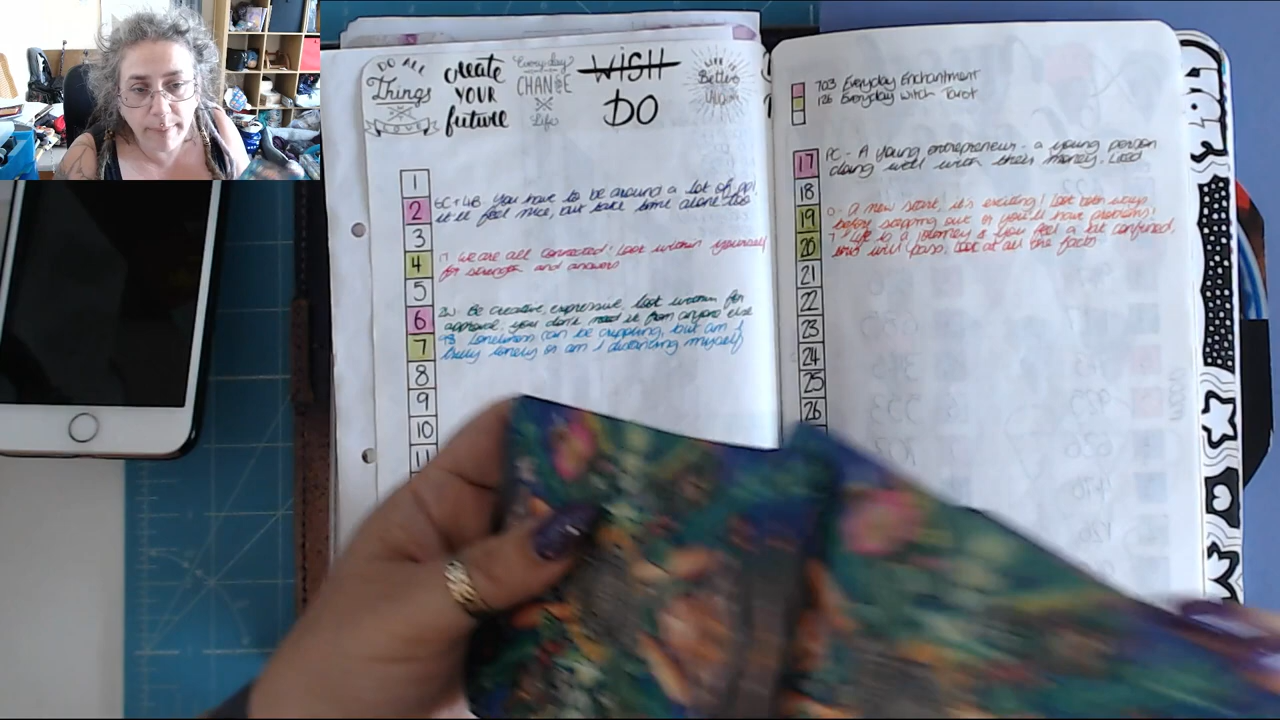 DO ALL
Things
LOVE
create
YOUR
future
Everyday
CHANGE
Life
WISH
DO
LIVE IN
Better
1
2 6C + 4B You have to be around a lot of ppl,
it'll feel nice, but take time alone too
3
4 We are all connected! Look within yourself
for strength and answers
5
6 2W: Be creative, expressive, look within for
approval, you don't need it from anyone else
7 Loneliness can be crippling, but am I
truly lonely or am I distancing myself
8
9
10
11
703 Everyday Enchantment
126 Everyday Witch Tarot
17 PC - A young entrepreneur - a young person
doing well with their money.
18
19 0 - A new start, it's exciting! Look both ways
before stepping out or you'll have problems!
20 7 Life is a journey & you feel a bit confined,
this will pass. Look at all the facts
21
22
23
24
25
26